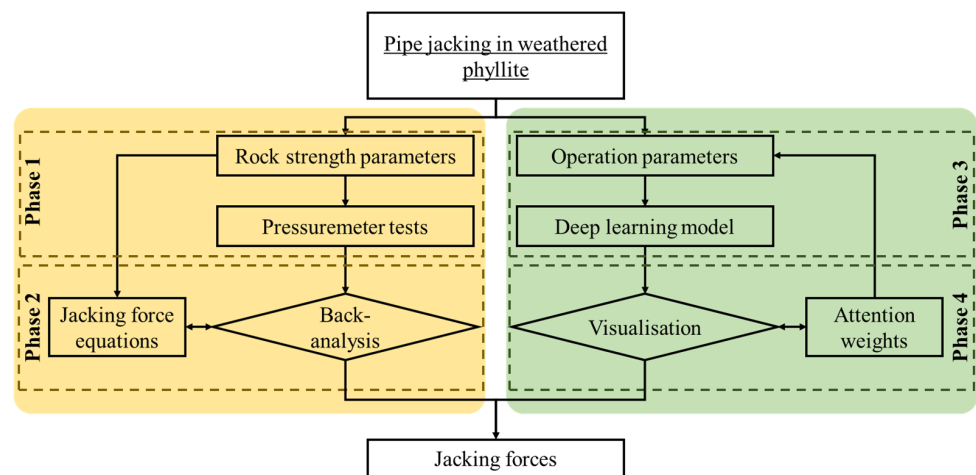 Pipe jacking in weathered
phyllite
Phase 1
Rock strength parameters
Pressuremeter tests
Phase 2
Jacking force
equations
Back-
analysis
Operation parameters
Deep learning model
Phase 3
Visualisation
Attention
weights
Phase 4
Jacking forces